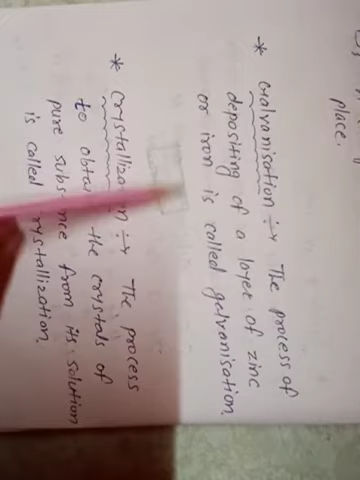 place.
* Galvanisation :→ The process of
depositing of a layer of zinc
or iron is called galvanisation
* crystallization :→ The process
to obtain the crystals of
pure substance from its solution
is called crystallization.